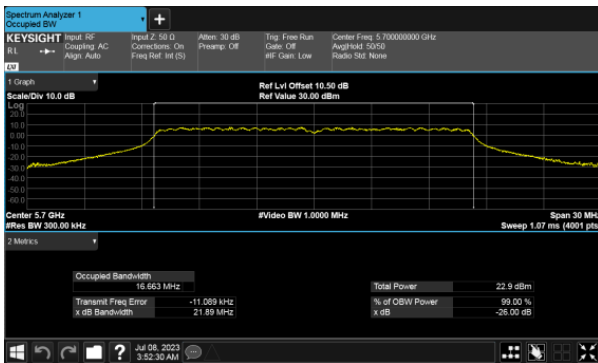 Spectrum Analyzer 1
Occupied BW
+
KEYSIGHT Input: RF Input Z: 50 Ω Atten: 30 dB Trig: Free Run Center Freq: 5.700000000 GHz
RL Coupling: AC Corrections: On Preamp: Off Gate: Off Avg|Hold: 50/50
Align: Auto Freq Ref: Int (S) #IF Gain: Low Radio Std: None
LXI
1 Graph
Ref Lvl Offset 10.50 dB
Scale/Div 10.0 dB Ref Value 30.00 dBm
Log
20.0
10.0
0.00
-10.0
-20.0
-30.0
-40.0
-50.0
-60.0
Center 5.7 GHz #Video BW 1.0000 MHz Span 30 MHz
#Res BW 300.00 kHz Sweep 1.07 ms (4001 pts
2 Metrics
Occupied Bandwidth
16.663 MHz Total Power 22.9 dBm
Transmit Freq Error -11.089 kHz % of OBW Power 99.00 %
x dB Bandwidth 21.89 MHz x dB -26.00 dB
?
Jul 08, 2023
3:52:30 AM